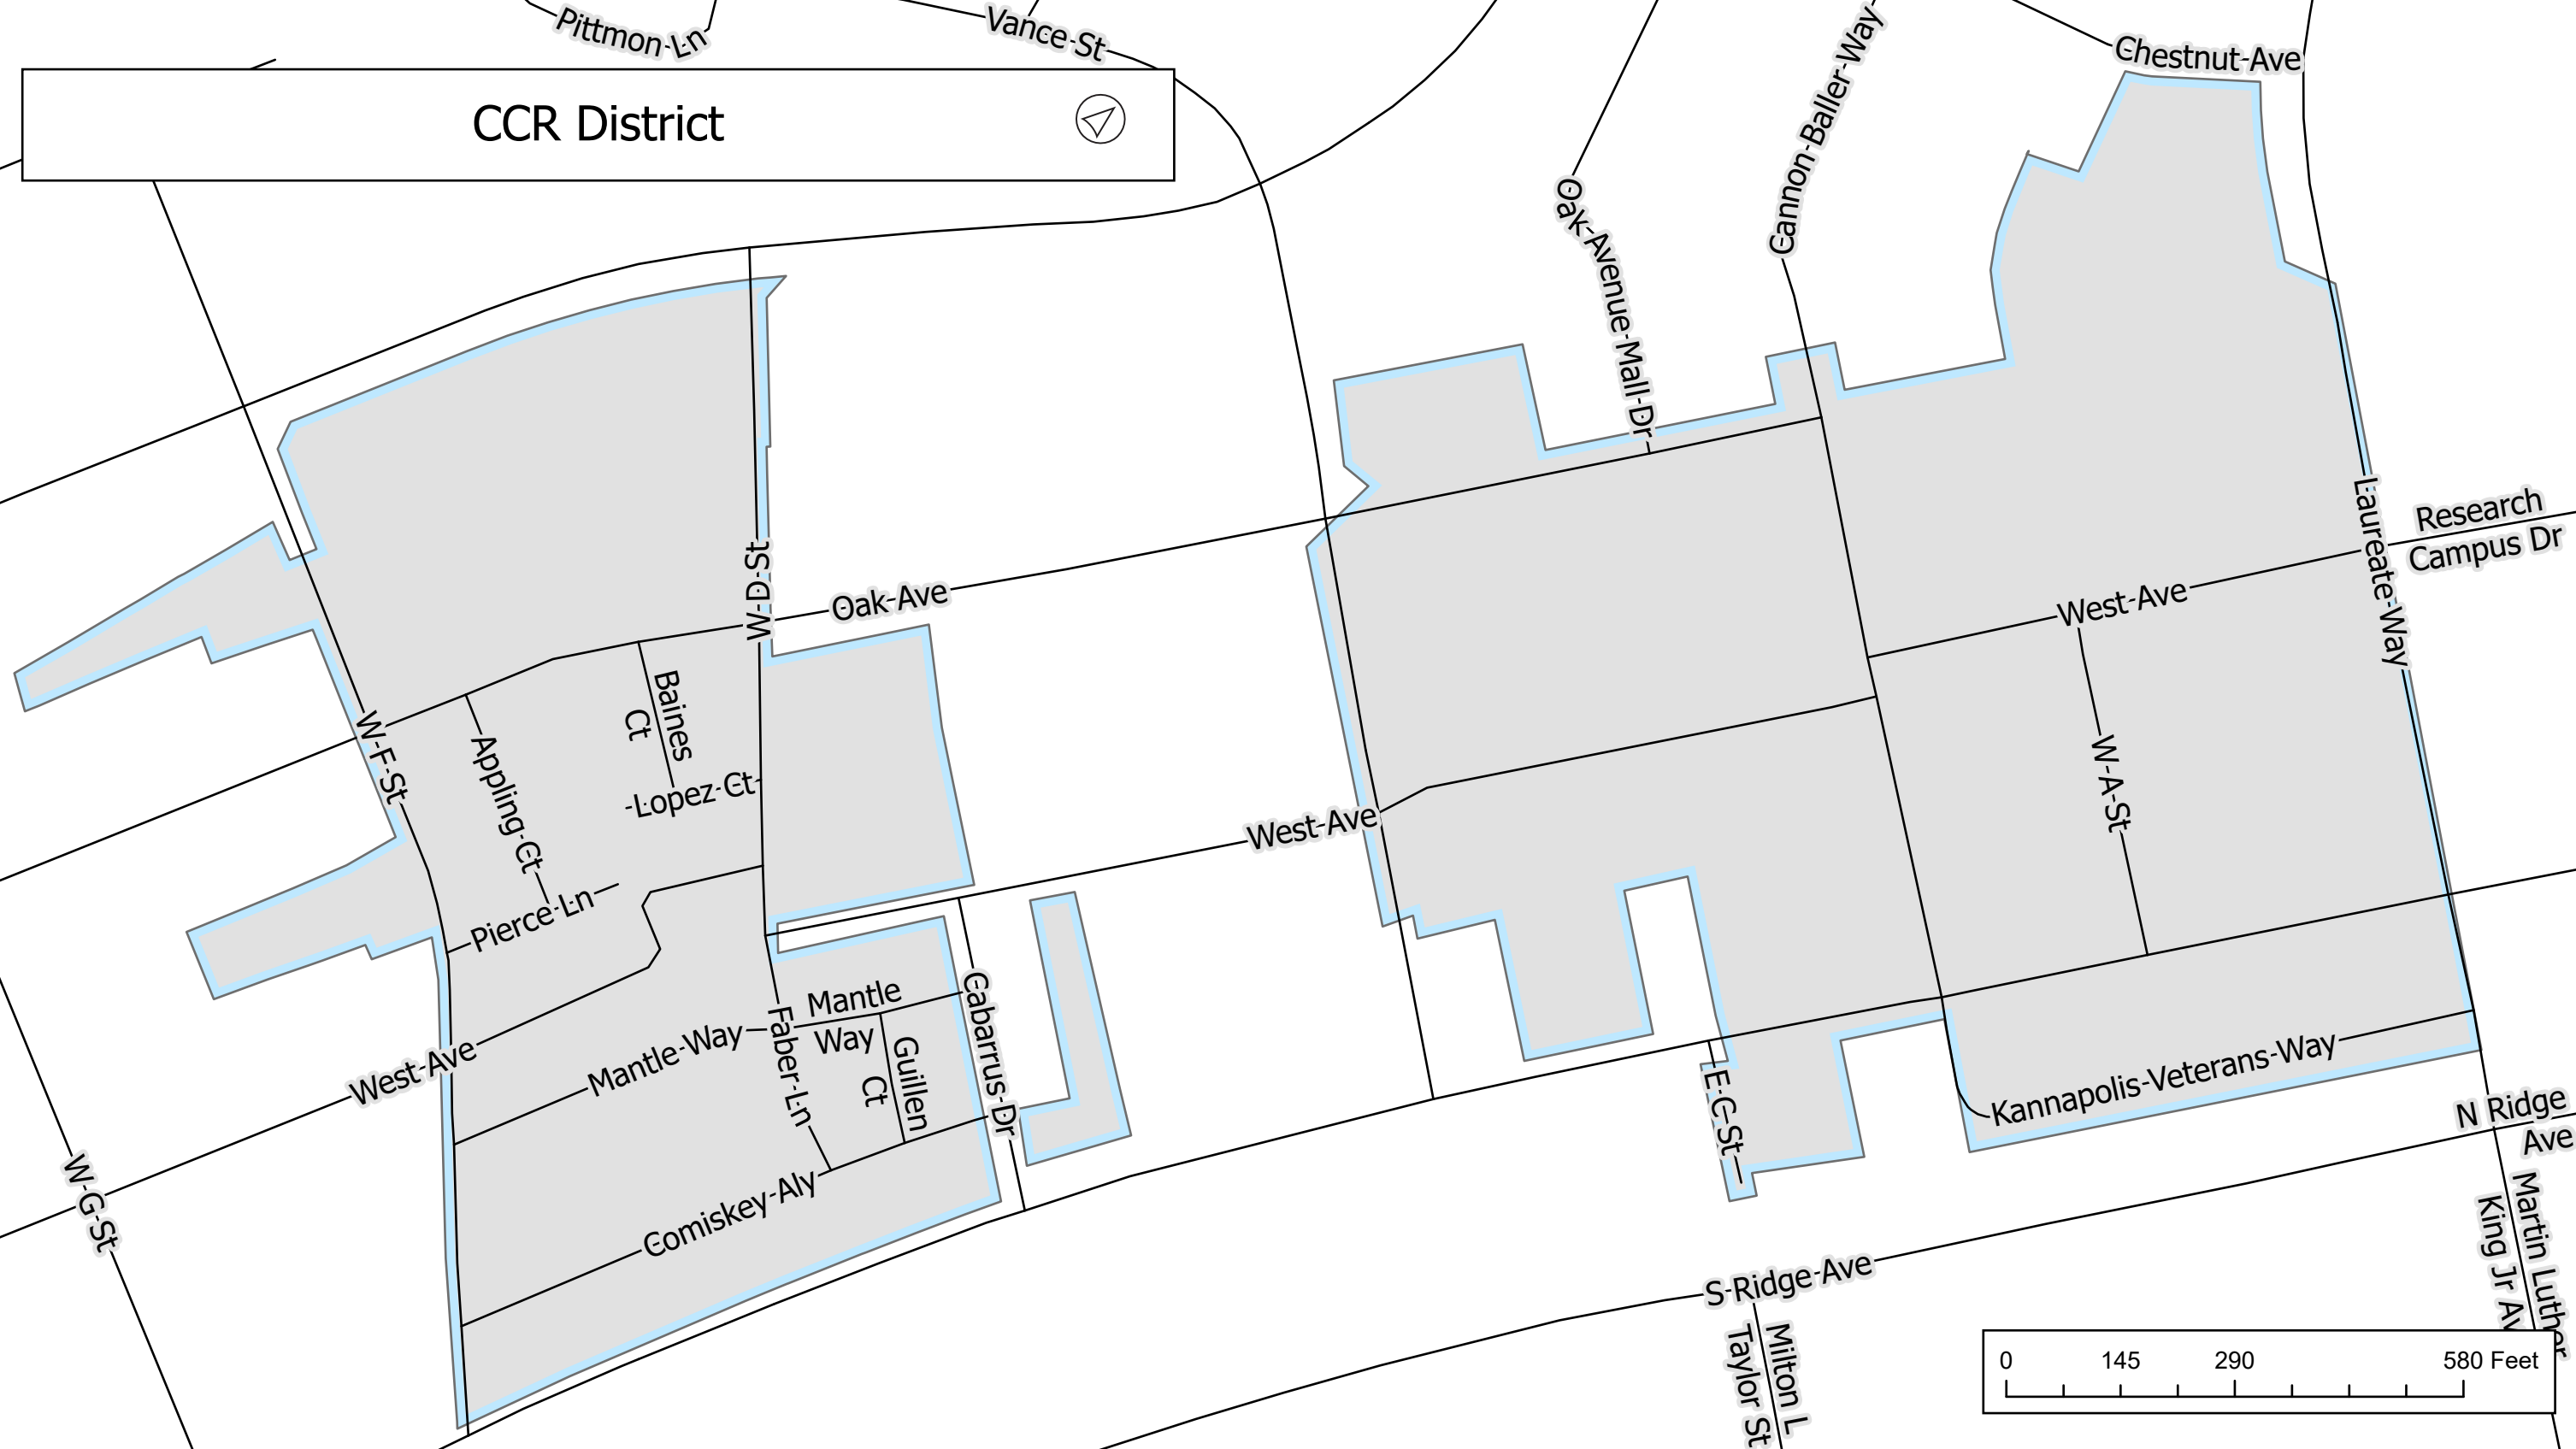 Pittmon Ln
Vance St
Cannon Baller Way
Chestnut Ave
CCR District
Oak Avenue Mall Dr
Laureate Way
Research
Campus Dr
W D St
Oak Ave
West Ave
W F St
Appling Ct
Baines
Ct
Lopez Ct
W A St
West Ave
Pierce Ln
West Ave
Mantle Way
Mantle
Way
Faber Ln
Guillen
Ct
Cabarrus Dr
E C St
Kannapolis Veterans Way
N Ridge
Ave
W G St
Comiskey Aly
S Ridge Ave
Martin Luther
King Jr Av
Milton L
Taylor St
0 145 290 580 Feet